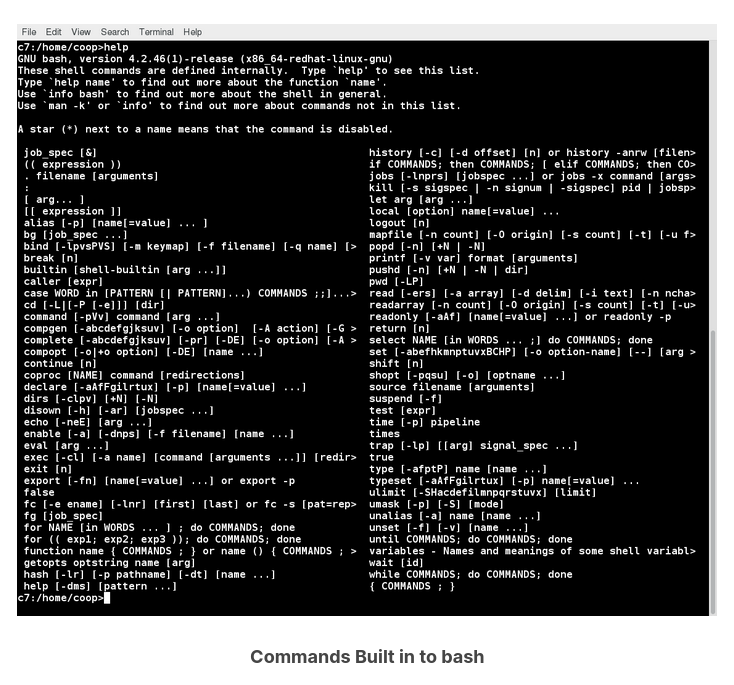 File Edit View Search Terminal Help
c7:/home/coop>help
GNU bash, version 4.2.46(1)-release (x86_64-redhat-linux-gnu)
These shell commands are defined internally.  Type `help' to see this list.
Type `help name' to find out more about the function `name'.
Use `info bash' to find out more about the shell in general.
Use `man -k' or `info' to find out more about commands not in this list.

A star (*) next to a name means that the command is disabled.

job_spec [&] history [-c] [-d offset] [n] or history -anrw [filen>
(( expression )) if COMMANDS; then COMMANDS; [ elif COMMANDS; then CO>
. filename [arguments] jobs [-lnprs] [jobspec ...] or jobs -x command [args>
: kill [-s sigspec | -n signum | -sigspec] pid | jobsp>
[ arg... ] let arg [arg ...]
[[ expression ]] local [option] name[=value] ...
alias [-p] [name[=value] ... ] logout [n]
bg [job_spec ...] mapfile [-n count] [-O origin] [-s count] [-t] [-u f>
bind [-lpvsPVS] [-m keymap] [-f filename] [-q name] [> popd [-n] [+N | -N]
break [n] printf [-v var] format [arguments]
builtin [shell-builtin [arg ...]] pushd [-n] [+N | -N | dir]
caller [expr] pwd [-LP]
case WORD in [PATTERN [| PATTERN]...) COMMANDS ;;]...> read [-ers] [-a array] [-d delim] [-i text] [-n ncha>
cd [-L|[-P [-e]]] [dir] readarray [-n count] [-O origin] [-s count] [-t] [-u>
command [-pVv] command [arg ...] readonly [-aAf] [name[=value] ...] or readonly -p
compgen [-abcdefgjksuv] [-o option]  [-A action] [-G > return [n]
complete [-abcdefgjksuv] [-pr] [-DE] [-o option] [-A > select NAME [in WORDS ... ;] do COMMANDS; done
compopt [-o|+o option] [-DE] [name ...] set [-abefhkmnptuvxBCHP] [-o option-name] [--] [arg >
continue [n] shift [n]
coproc [NAME] command [redirections] shopt [-pqsu] [-o] [optname ...]
declare [-aAfFgilrtux] [-p] [name[=value] ...] source filename [arguments]
dirs [-clpv] [+N] [-N] suspend [-f]
disown [-h] [-ar] [jobspec ...] test [expr]
echo [-neE] [arg ...] time [-p] pipeline
enable [-a] [-dnps] [-f filename] [name ...] times
eval [arg ...] trap [-lp] [[arg] signal_spec ...]
exec [-cl] [-a name] [command [arguments ...]] [redir> true
exit [n] type [-afptP] name [name ...]
export [-fn] [name[=value] ...] or export -p typeset [-aAfFgilrtux] [-p] name[=value] ...
false ulimit [-SHacdefilmnpqrstuvx] [limit]
fc [-e ename] [-lnr] [first] [last] or fc -s [pat=rep> umask [-p] [-S] [mode]
fg [job_spec] unalias [-a] name [name ...]
for NAME [in WORDS ... ] ; do COMMANDS; done unset [-f] [-v] [name ...]
for (( exp1; exp2; exp3 )); do COMMANDS; done until COMMANDS; do COMMANDS; done
function name { COMMANDS ; } or name () { COMMANDS ; > variables - Names and meanings of some shell variabl>
getopts optstring name [arg] wait [id]
hash [-lr] [-p pathname] [-dt] [name ...] while COMMANDS; do COMMANDS; done
help [-dms] [pattern ...] { COMMANDS ; }
c7:/home/coop>
Commands Built in to bash